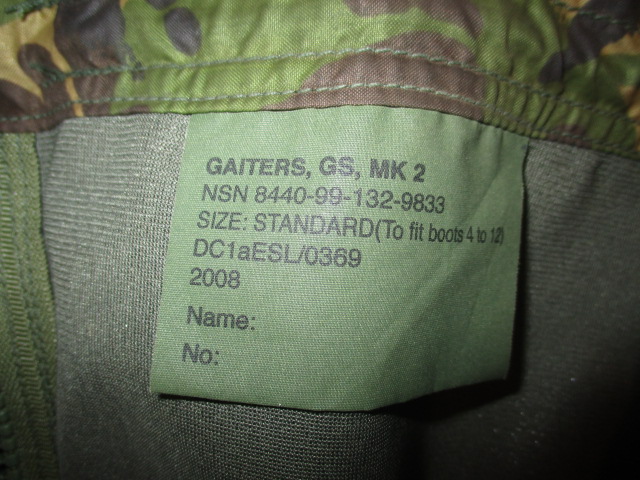 GAITERS, GS, MK 2
NSN 8440-99-132-9833
SIZE: STANDARD(To fit boots 4 to 12)
DC1aESL/0369
2008
Name:
No: